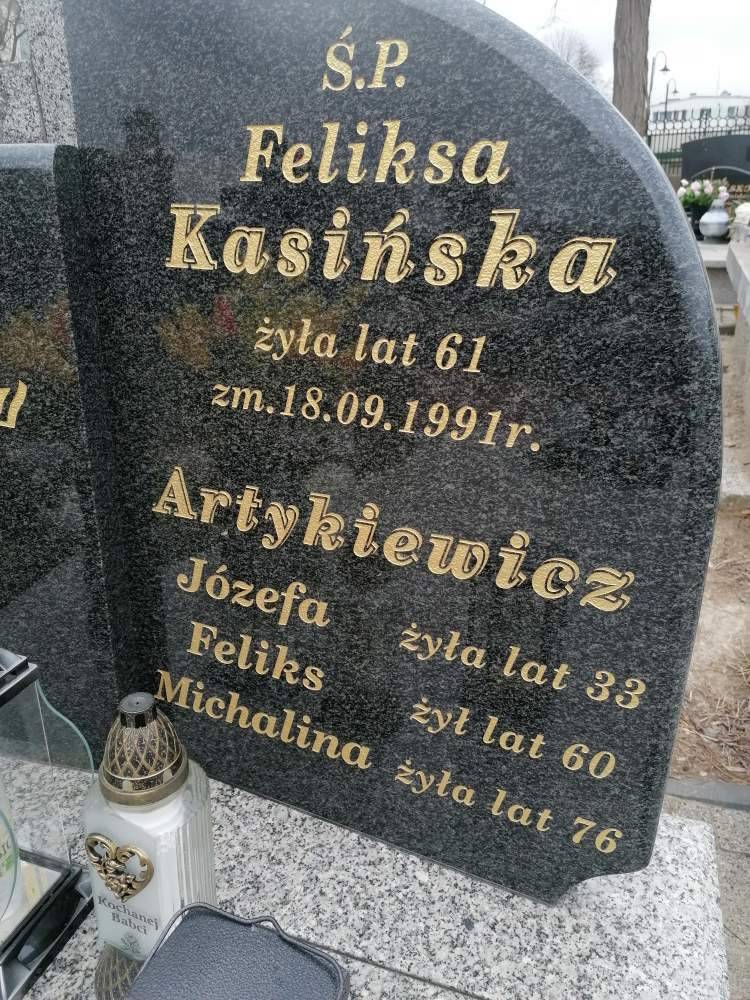 Ś.P.
Feliksa
Kasińska
żyła lat 61
zm.18.09.1991r.
Artykiewicz
Józefa żyła lat 33
Feliks żył lat 60
Michalina żyła lat 76
Kochanej
Babci